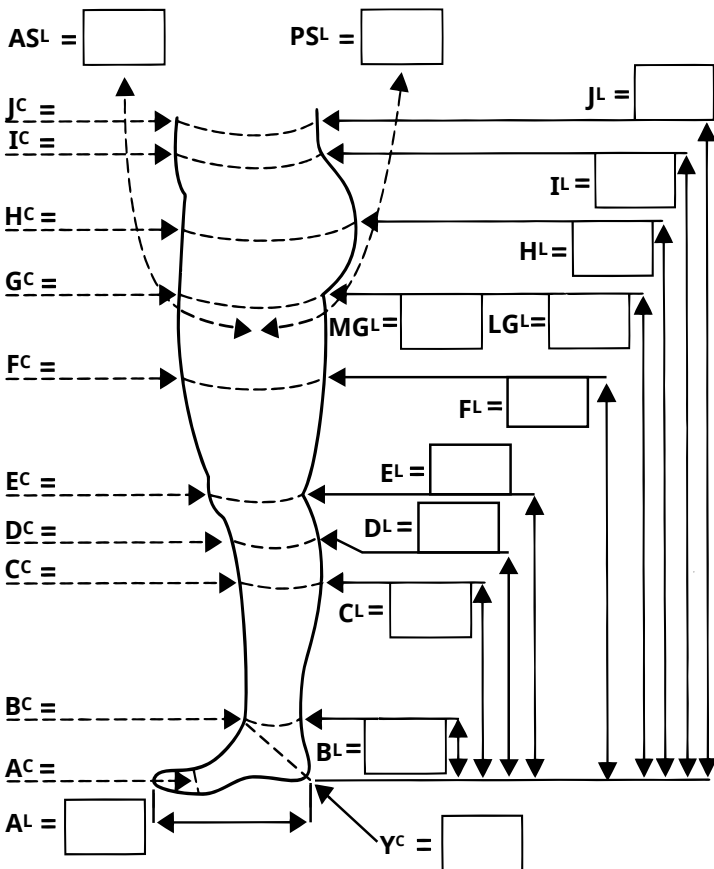 ASL =
PSL =
JC =
JL =
IC =
IL =
HC =
HL =
GC =
MGL=
LGL=
FC =
FL =
EC =
EL =
DC =
DL =
CC =
CL =
BC =
BL =
AC =
AL =
YC =